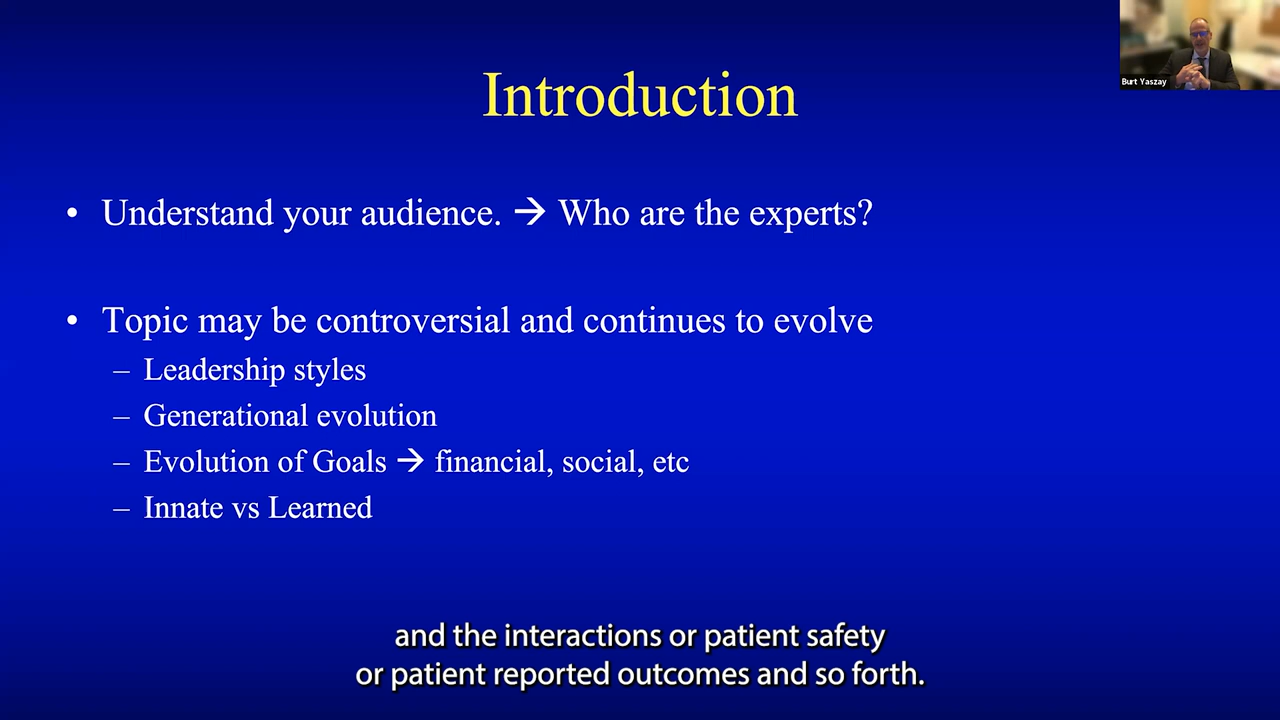 Burt Yaszay
Introduction
• Understand your audience. → Who are the experts?
• Topic may be controversial and continues to evolve
– Leadership styles
– Generational evolution
– Evolution of Goals → financial, social, etc
– Innate vs Learned
and the interactions or patient safety
or patient reported outcomes and so forth.